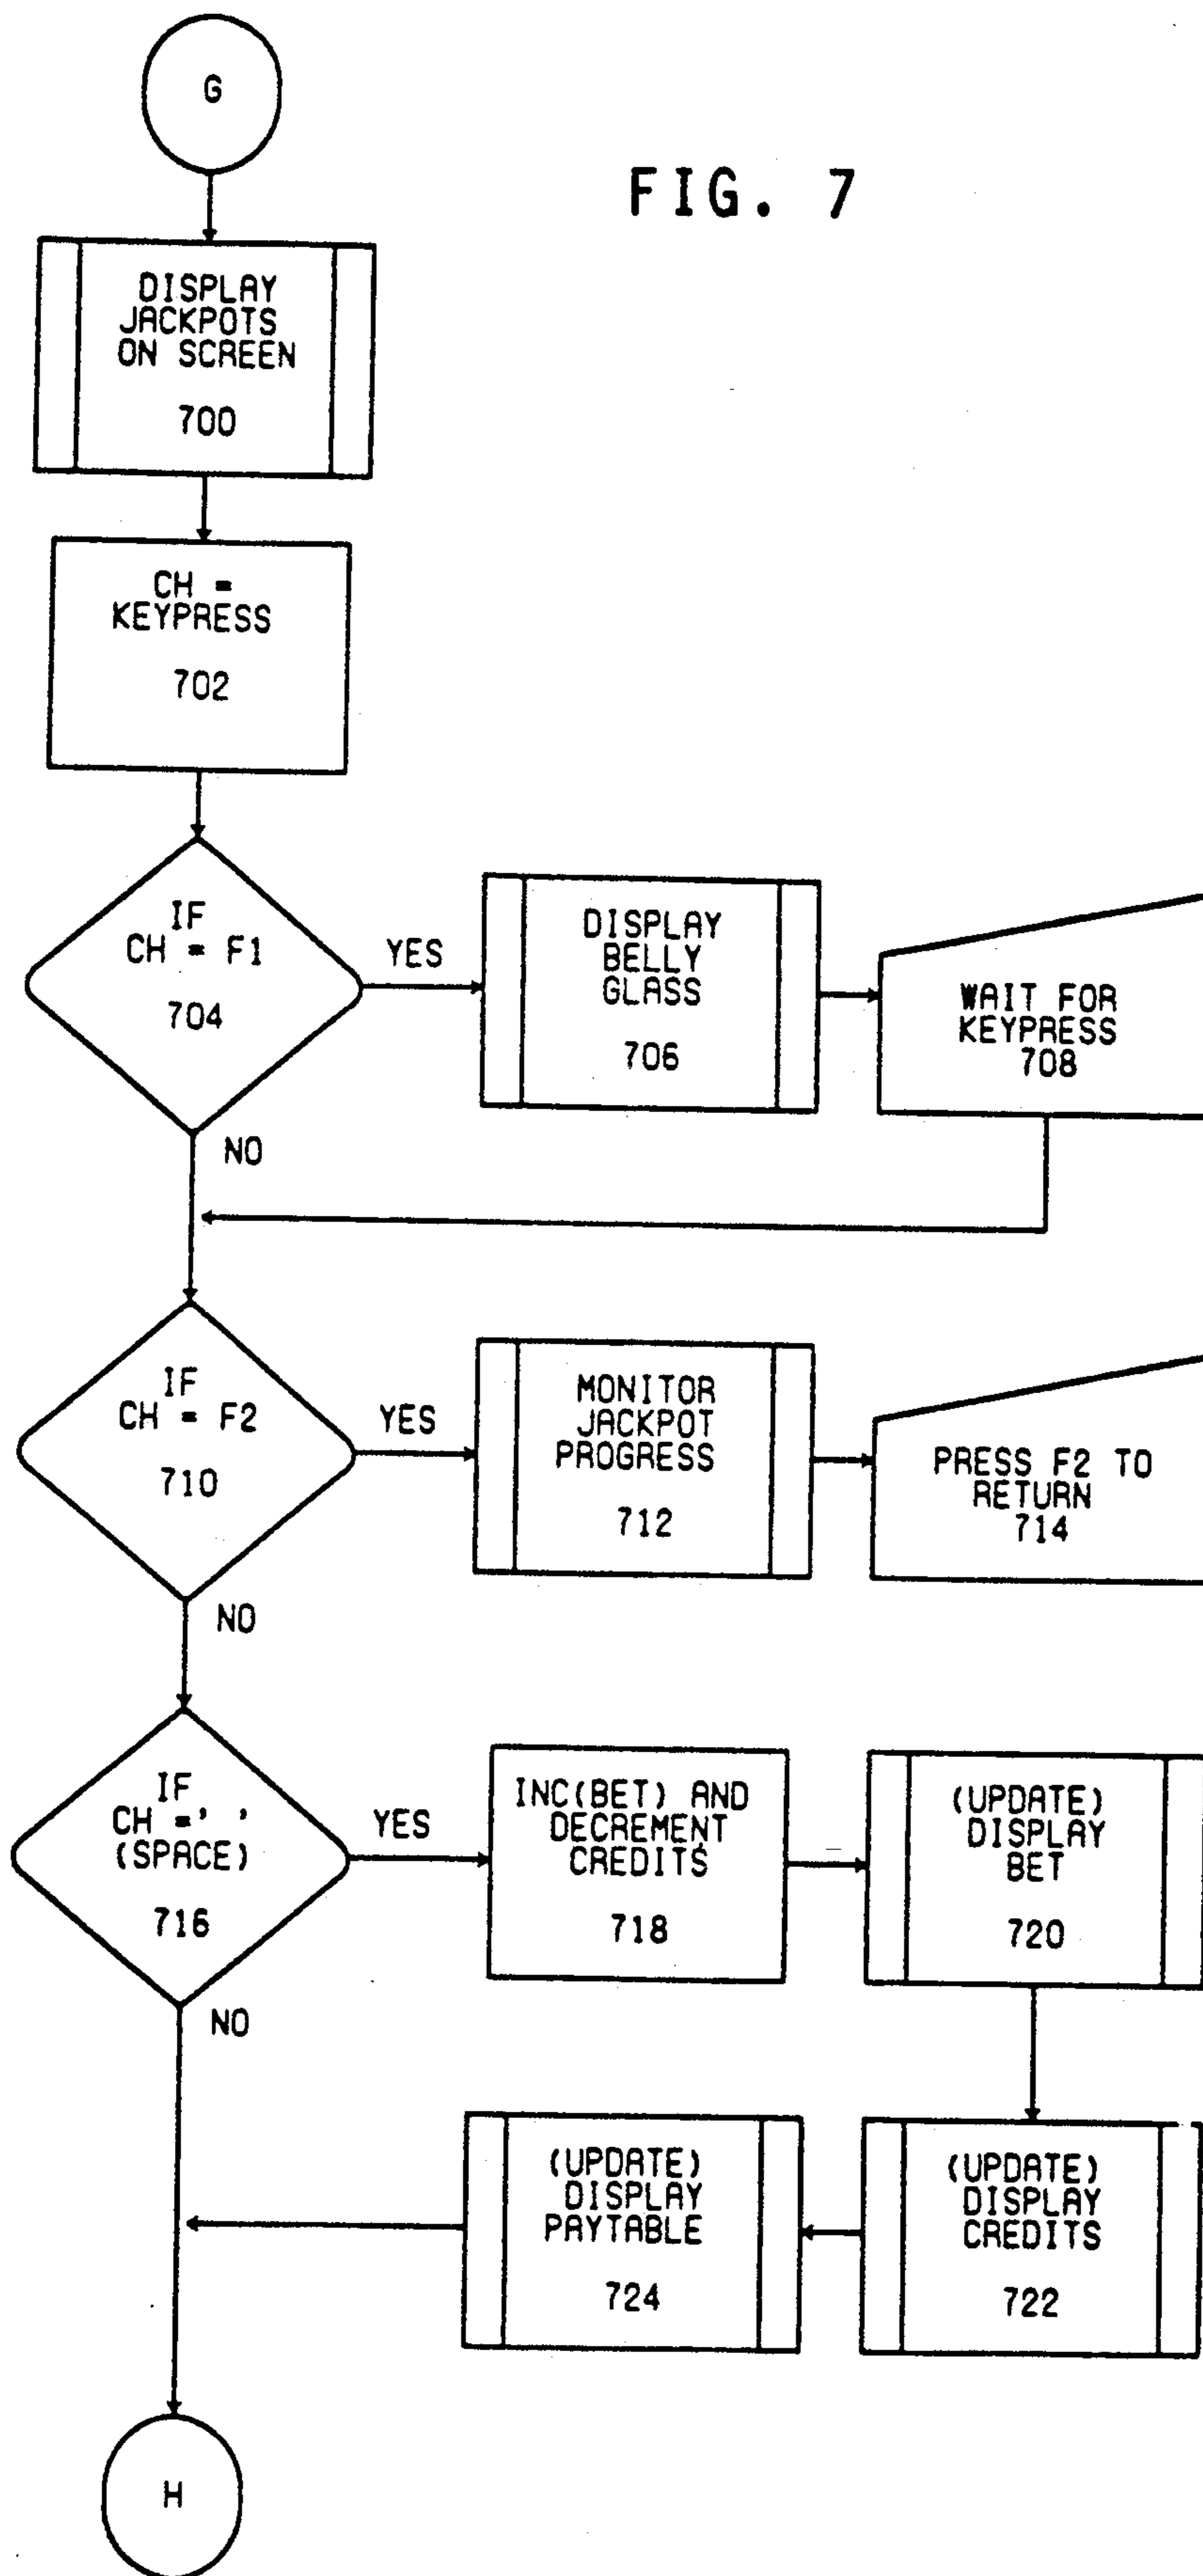 G
FIG. 7
DISPLAY
JACKPOTS
ON SCREEN
700
CH =
KEYPRESS
702
IF
CH = F1
704
YES
DISPLAY
BELLY
GLASS
706
WAIT FOR
KEYPRESS
708
NO
IF
CH = F2
710
YES
MONITOR
JACKPOT
PROGRESS
712
PRESS F2 TO
RETURN
714
NO
IF
CH =' '
(SPACE)
716
YES
INC(BET) AND
DECREMENT
CREDITS
718
(UPDATE)
DISPLAY
BET
720
NO
(UPDATE)
DISPLAY
PAYTABLE
724
(UPDATE)
DISPLAY
CREDITS
722
H